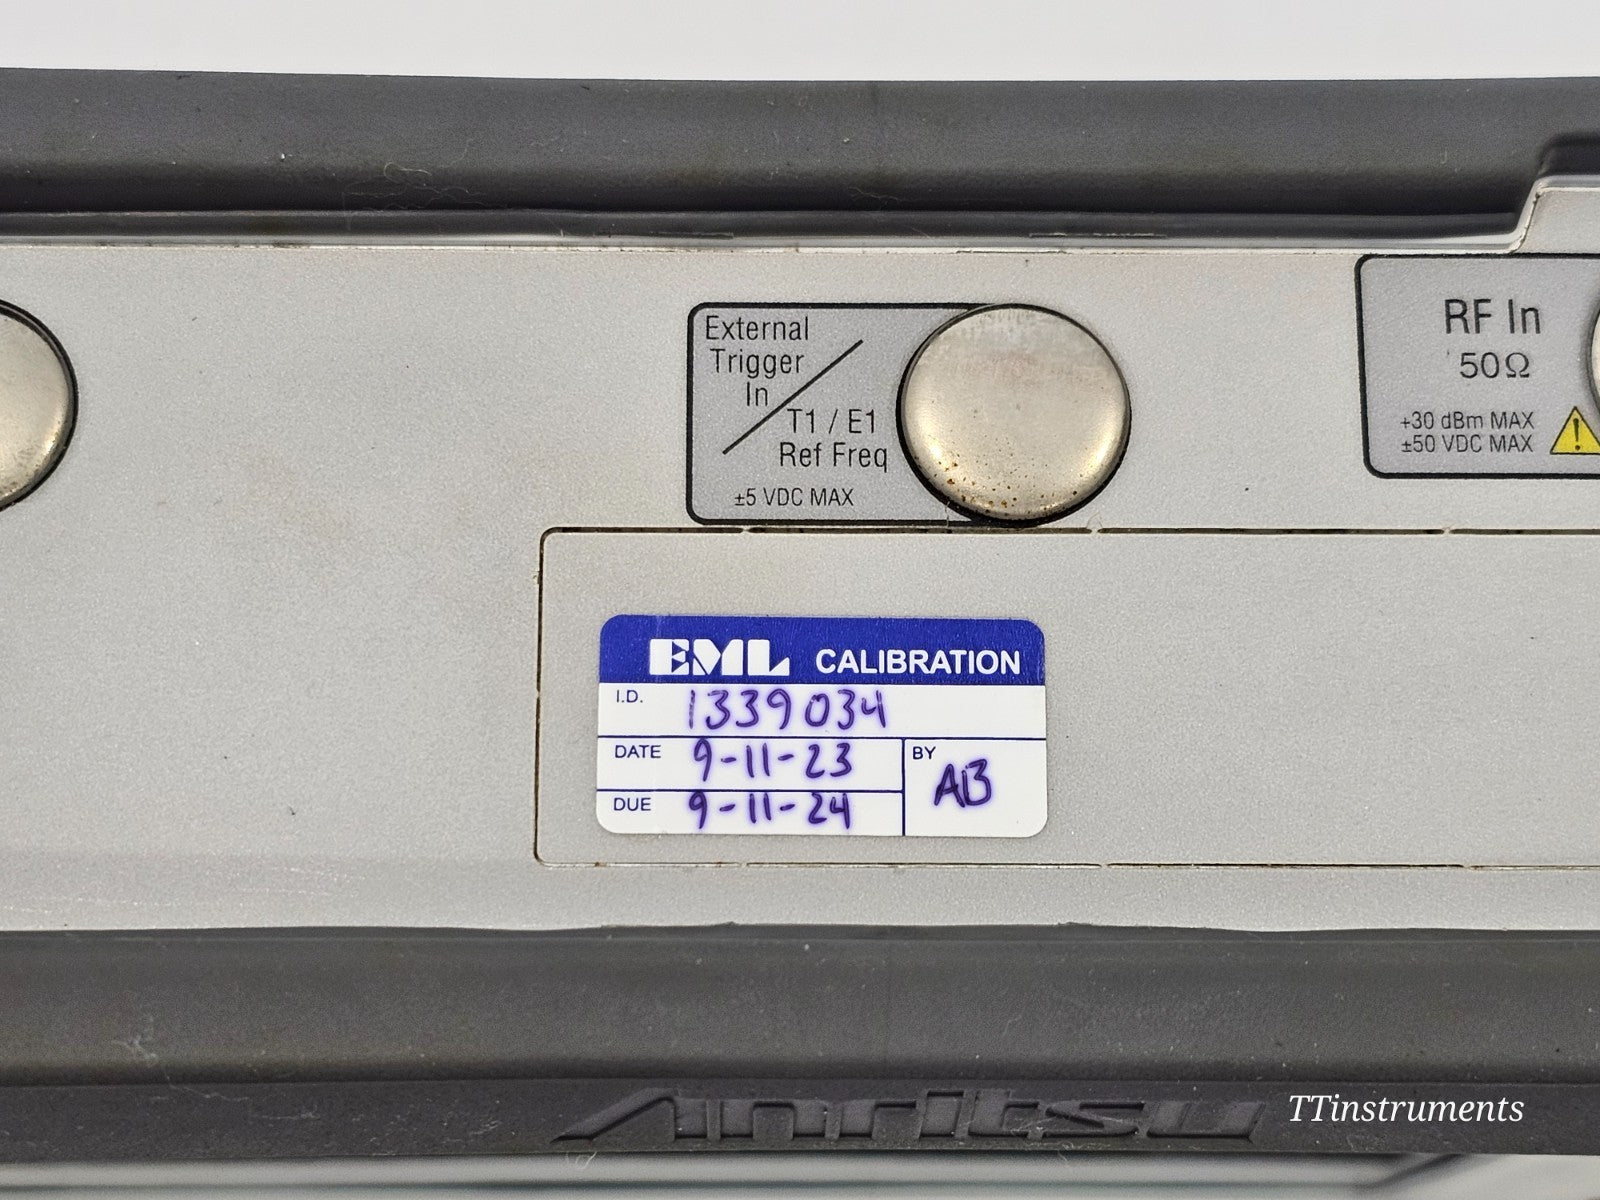 External
Trigger
In
T1 / E1
Ref Freq
±5 VDC MAX
RF In
50Ω
+30 dBm MAX
±50 VDC MAX
EML CALIBRATION
I.D. 1339034
DATE 9-11-23
BY AB
DUE 9-11-24
Anritsu
TTinstruments